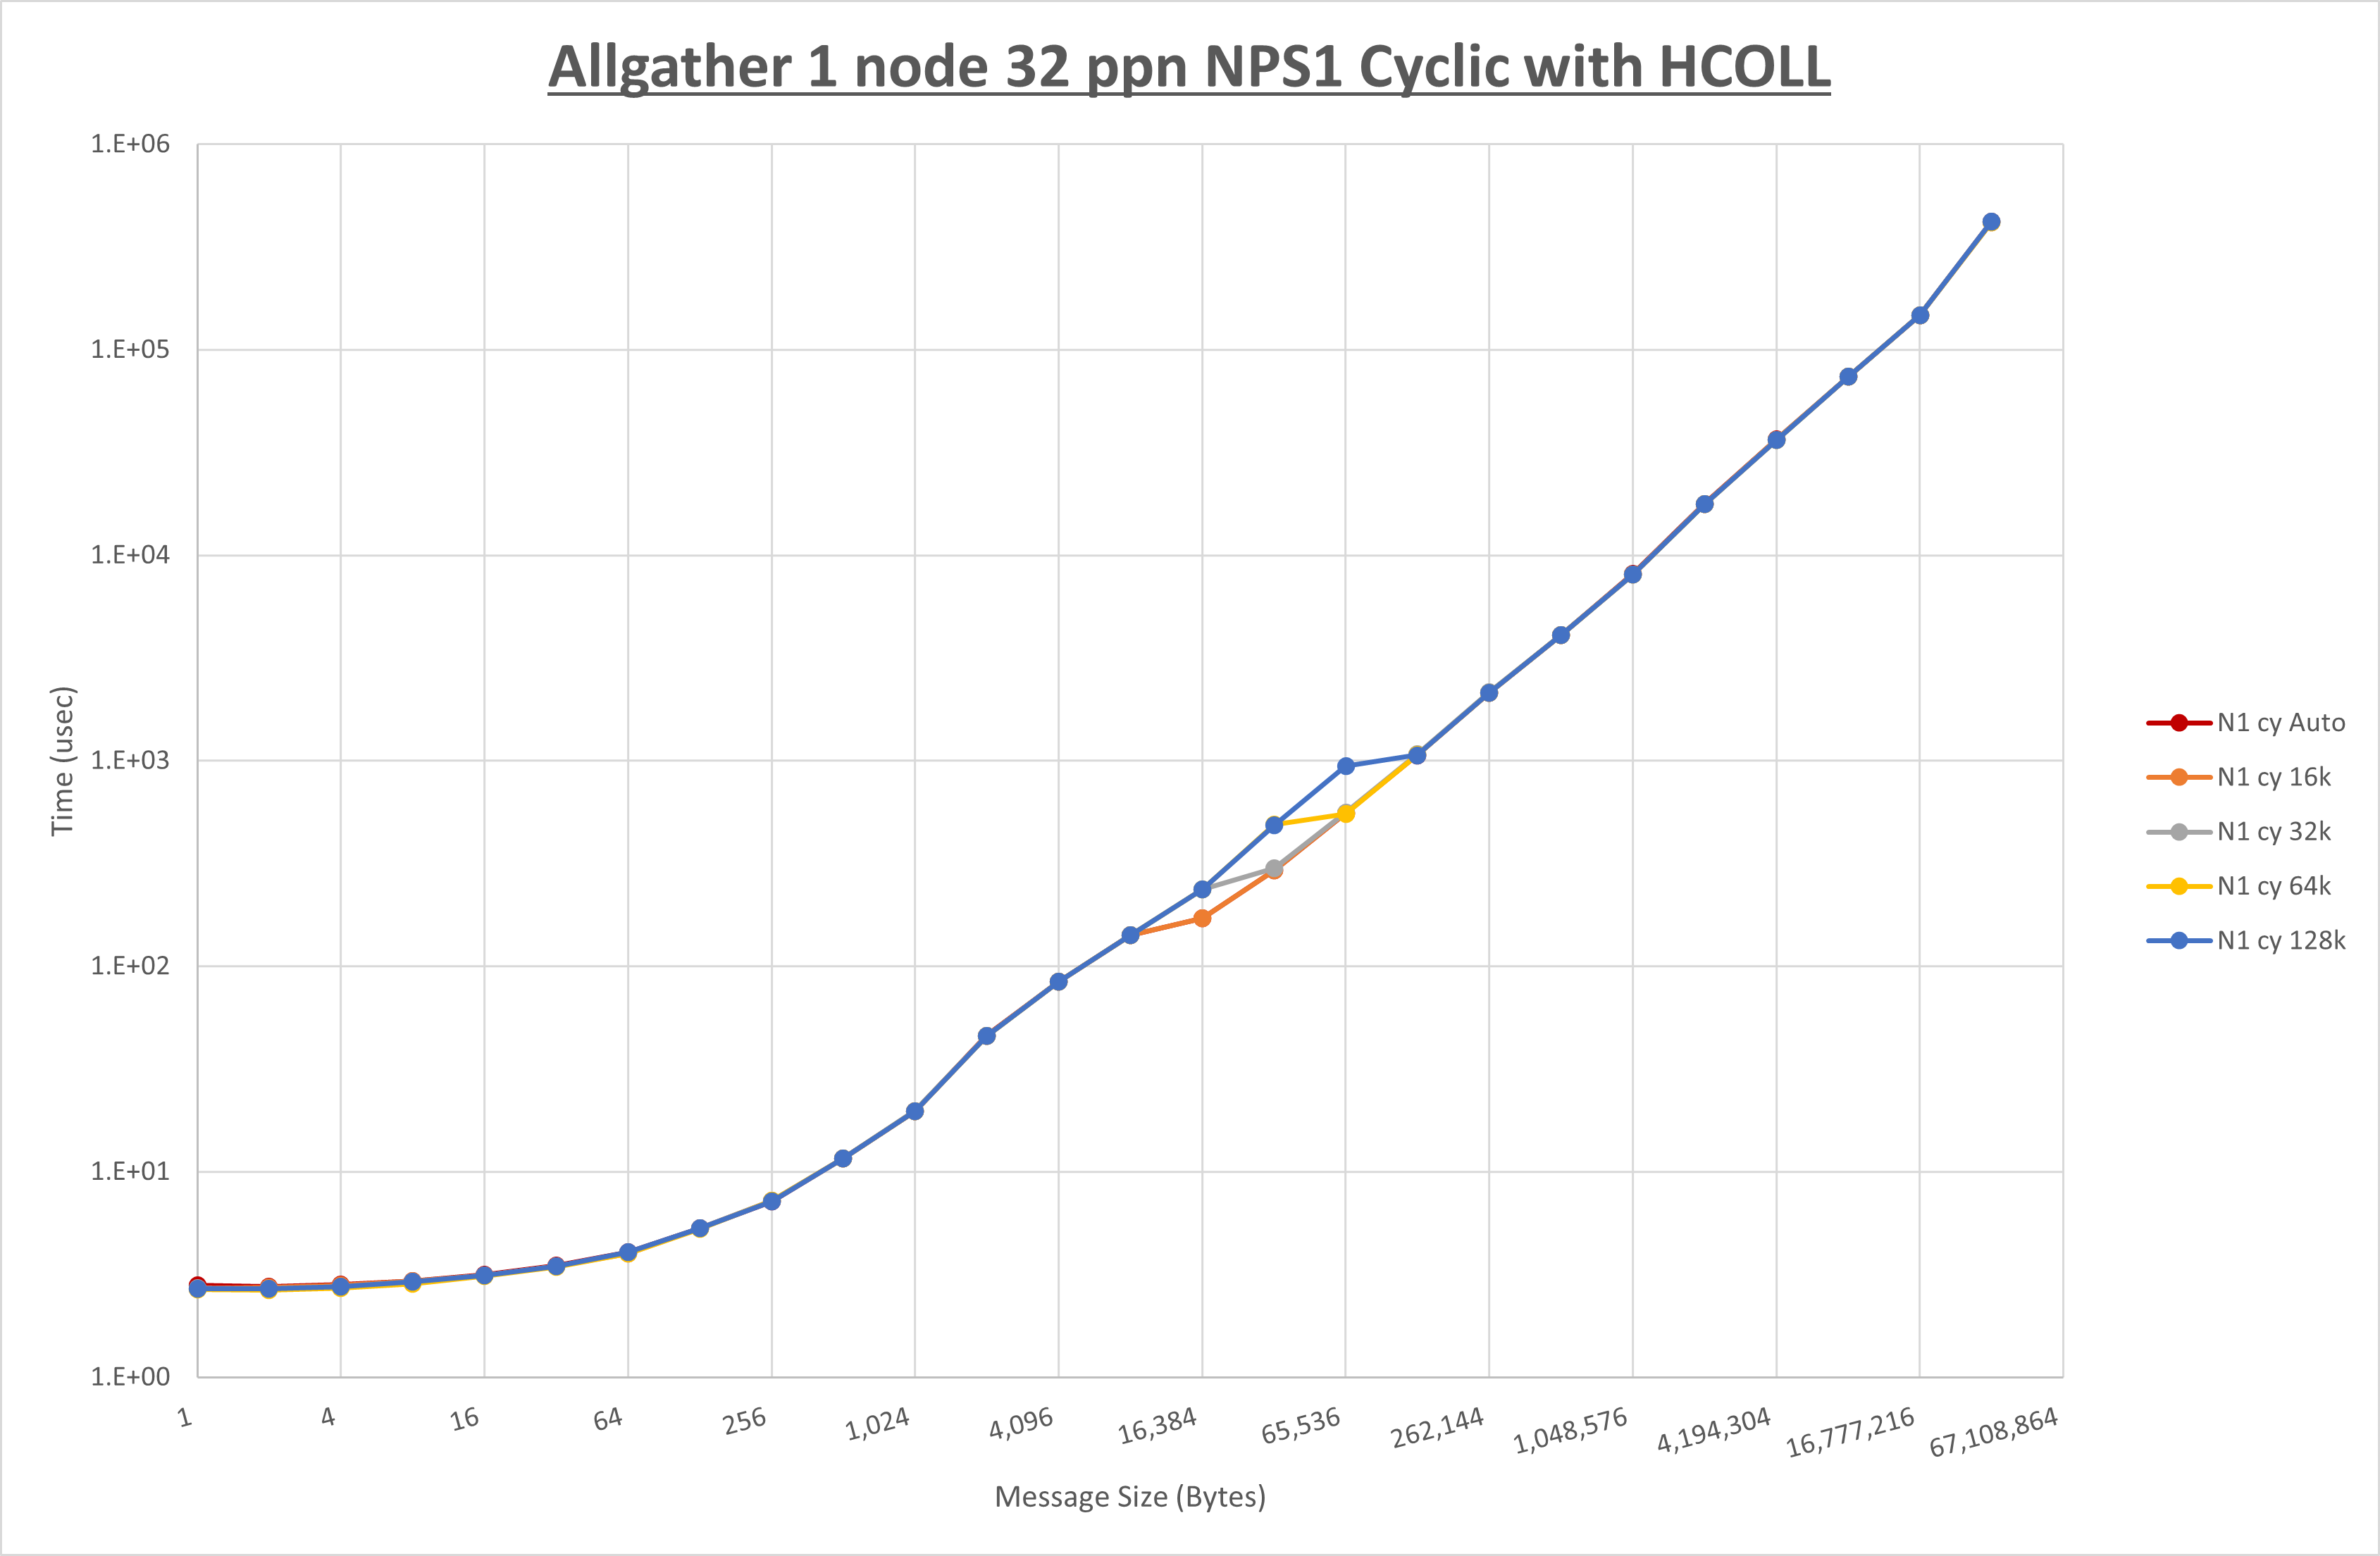 Allgather 1 node 32 ppn NPS1 Cyclic with HCOLL
1.E+06
1.E+05
1.E+04
1.E+03
1.E+02
1.E+01
1.E+00
Time (usec)
1 4 16 64 256 1,024 4,096 16,384 65,536 262,144 1,048,576 4,194,304 16,777,216 67,108,864
Message Size (Bytes)
N1 cy Auto
N1 cy 16k
N1 cy 32k
N1 cy 64k
N1 cy 128k